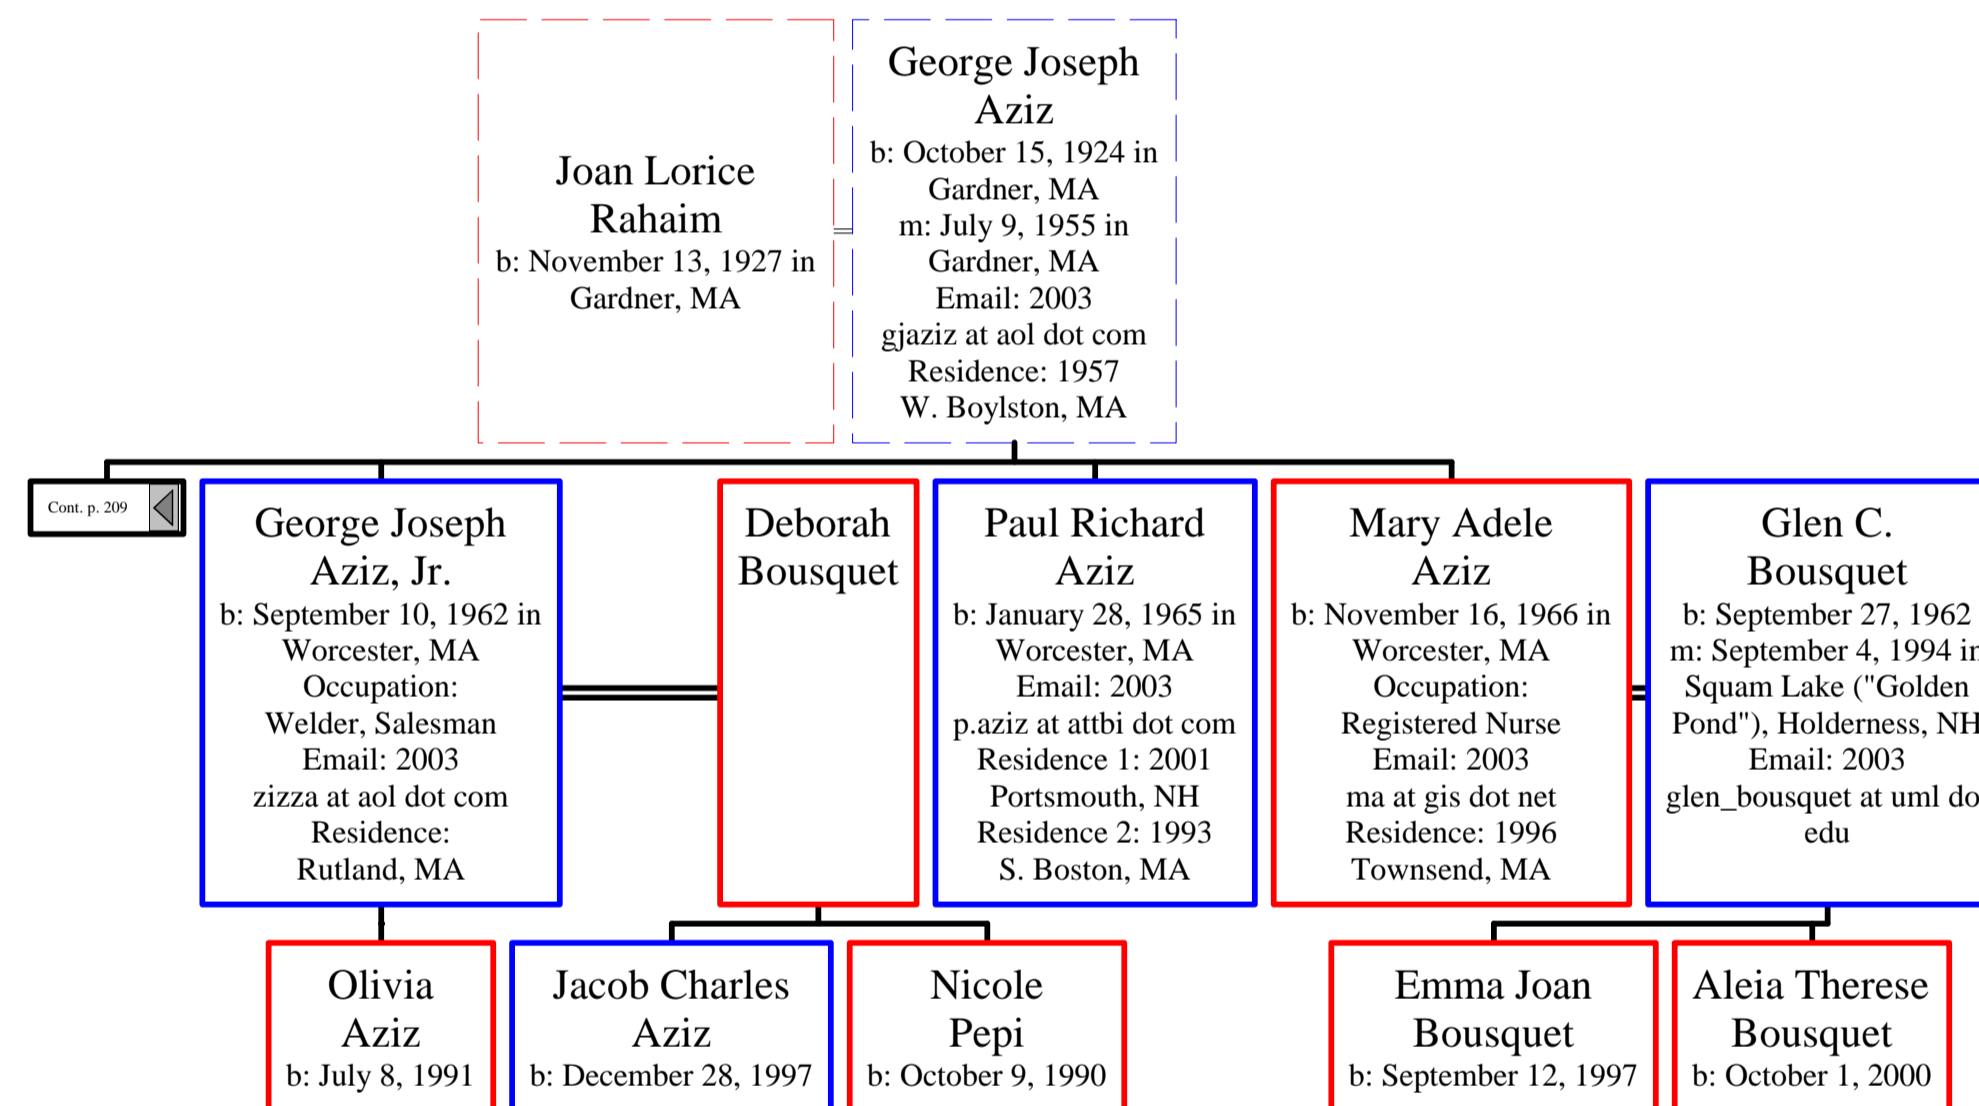 Joan Lorice
Rahaim
b: November 13, 1927 in
Gardner, MA
George Joseph
Aziz
b: October 15, 1924 in
Gardner, MA
m: July 9, 1955 in
Gardner, MA
Email: 2003
gjaziz at aol dot com
Residence: 1957
W. Boylston, MA
Cont. p. 209
George Joseph
Aziz, Jr.
b: September 10, 1962 in
Worcester, MA
Occupation:
Welder, Salesman
Email: 2003
zizza at aol dot com
Residence:
Rutland, MA
Deborah
Bousquet
Paul Richard
Aziz
b: January 28, 1965 in
Worcester, MA
Email: 2003
p.aziz at attbi dot com
Residence 1: 2001
Portsmouth, NH
Residence 2: 1993
S. Boston, MA
Mary Adele
Aziz
b: November 16, 1966 in
Worcester, MA
Occupation:
Registered Nurse
Email: 2003
ma at gis dot net
Residence: 1996
Townsend, MA
Glen C.
Bousquet
b: September 27, 1962
m: September 4, 1994 in
Squam Lake ("Golden
Pond"), Holderness, NH
Email: 2003
glen_bousquet at uml do
edu
Olivia
Aziz
b: July 8, 1991
Jacob Charles
Aziz
b: December 28, 1997
Nicole
Pepi
b: October 9, 1990
Emma Joan
Bousquet
b: September 12, 1997
Aleia Therese
Bousquet
b: October 1, 2000